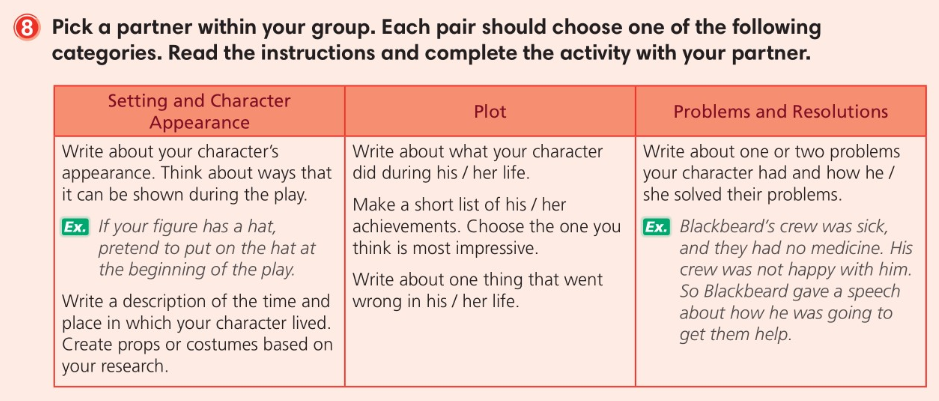 8 Pick a partner within your group. Each pair should choose one of the following
categories. Read the instructions and complete the activity with your partner.
Setting and Character
Appearance
Write about your character's
appearance. Think about ways that
it can be shown during the play.
Ex. If your figure has a hat,
pretend to put on the hat at
the beginning of the play.
Write a description of the time and
place in which your character lived.
Create props or costumes based on
your research.
Plot
Write about what your character
did during his / her life.
Make a short list of his / her
achievements. Choose the one you
think is most impressive.
Write about one thing that went
wrong in his / her life.
Problems and Resolutions
Write about one or two problems
your character had and how he /
she solved their problems.
Ex. Blackbeard's crew was sick,
and they had no medicine. His
crew was not happy with him.
So Blackbeard gave a speech
about how he was going to
get them help.